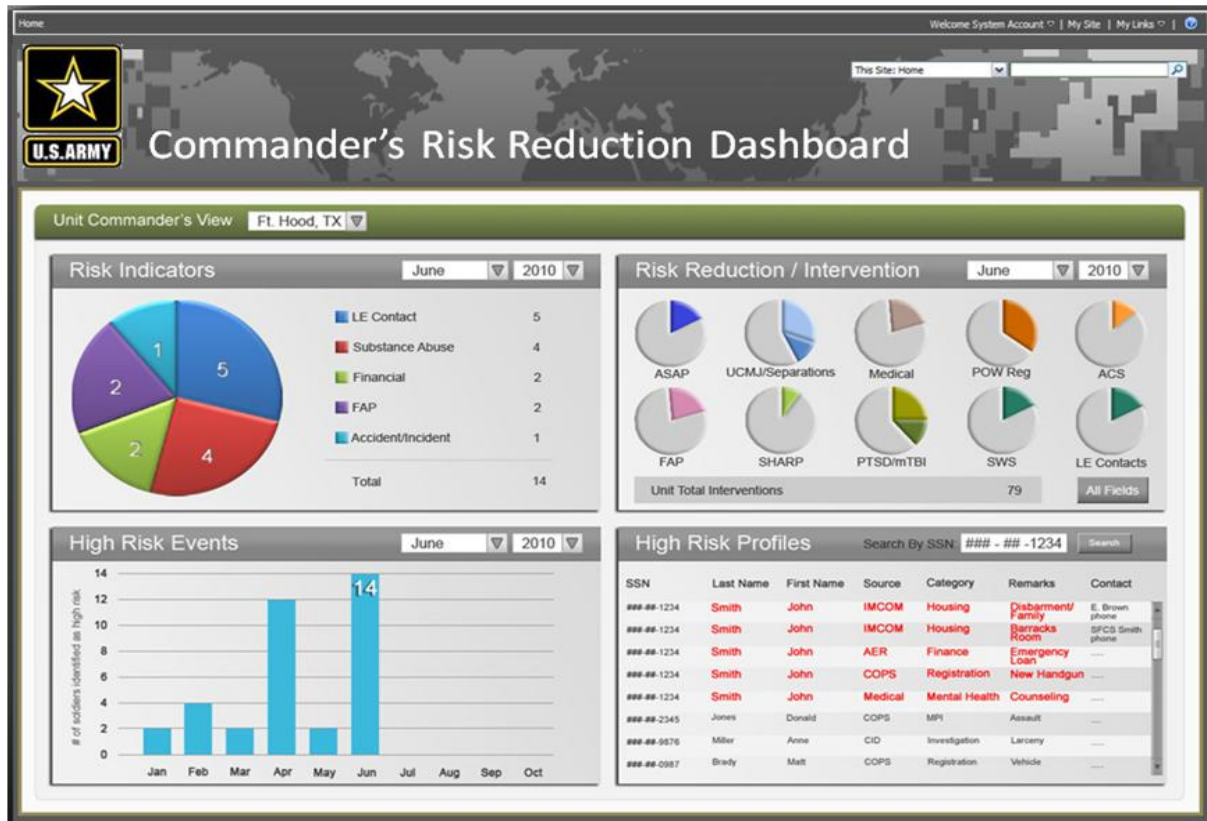 Home
Welcome System Account | My Site | My Links | ?
This Site: Home
U.S.ARMY
Commander's Risk Reduction Dashboard
Unit Commander's View Ft. Hood, TX
Risk Indicators June 2010
1
5
2
2
4
LE Contact 5
Substance Abuse 4
Financial 2
FAP 2
Accident/Incident 1
Total 14
Risk Reduction / Intervention June 2010
ASAP UCMJ/Separations Medical POW Reg ACS
FAP SHARP PTSD/mTBI SWS LE Contacts
Unit Total Interventions 79 All Fields
High Risk Events June 2010
# of soldiers identified as high risk
14
12
10
8
6
4
2
0
14
Jan Feb Mar Apr May Jun Jul Aug Sep Oct
High Risk Profiles Search By SSN: ### - ## -1234 Search
SSN Last Name First Name Source Category Remarks Contact
###-##-1234 Smith John IMCOM Housing Disbarment/ Family E. Brown phone
###-##-1234 Smith John IMCOM Housing Barracks Room SFCS Smith phone
###-##-1234 Smith John AER Finance Emergency Loan ....
###-##-1234 Smith John COPS Registration New Handgun ....
###-##-1234 Smith John Medical Mental Health Counseling ....
###-##-2345 Jones Donald COPS MPI Assault ....
###-##-9876 Miller Anne CID Investigation Larceny ....
###-##-0987 Brady Matt COPS Registration Vehicle ....